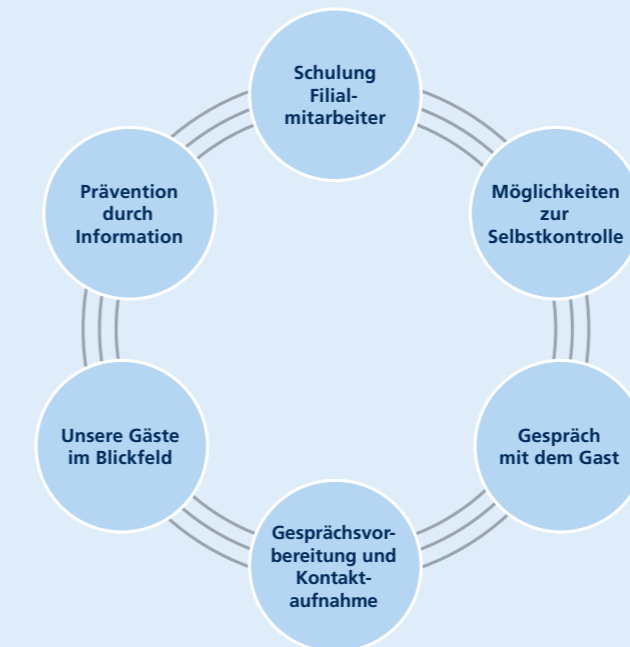 Schulung
Filial-
mitarbeiter
Prävention
durch
Information
Möglichkeiten
zur
Selbstkontrolle
Unsere Gäste
im Blickfeld
Gespräch
mit dem Gast
Gesprächsvor-
bereitung und
Kontakt-
aufnahme